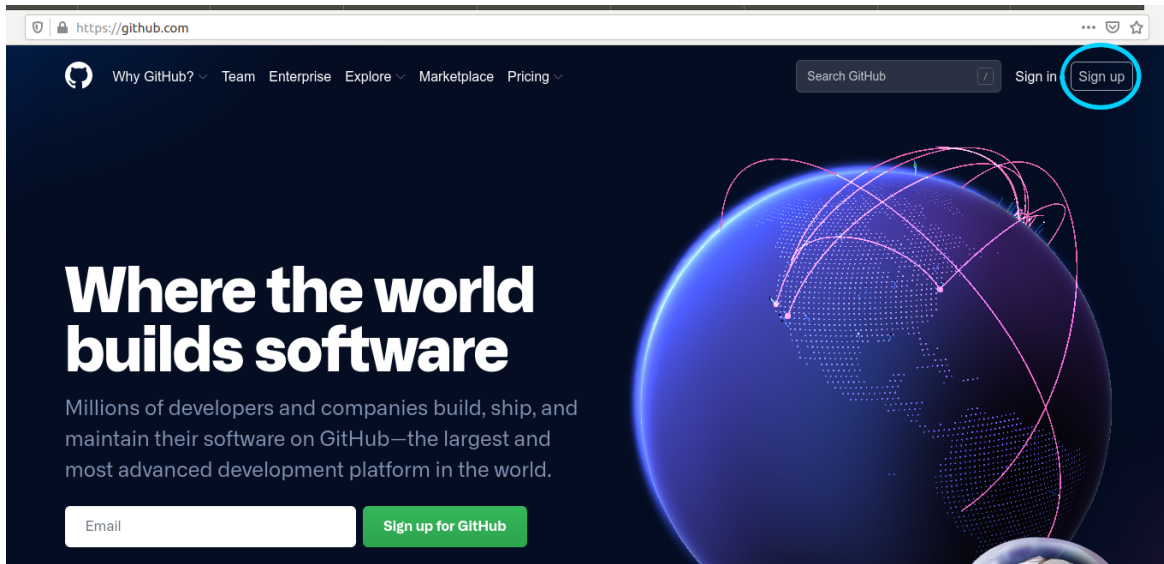 https://github.com
Why GitHub? Team Enterprise Explore Marketplace Pricing Search GitHub / Sign in Sign up
Where the world
builds software
Millions of developers and companies build, ship, and
maintain their software on GitHub—the largest and
most advanced development platform in the world.
Email Sign up for GitHub